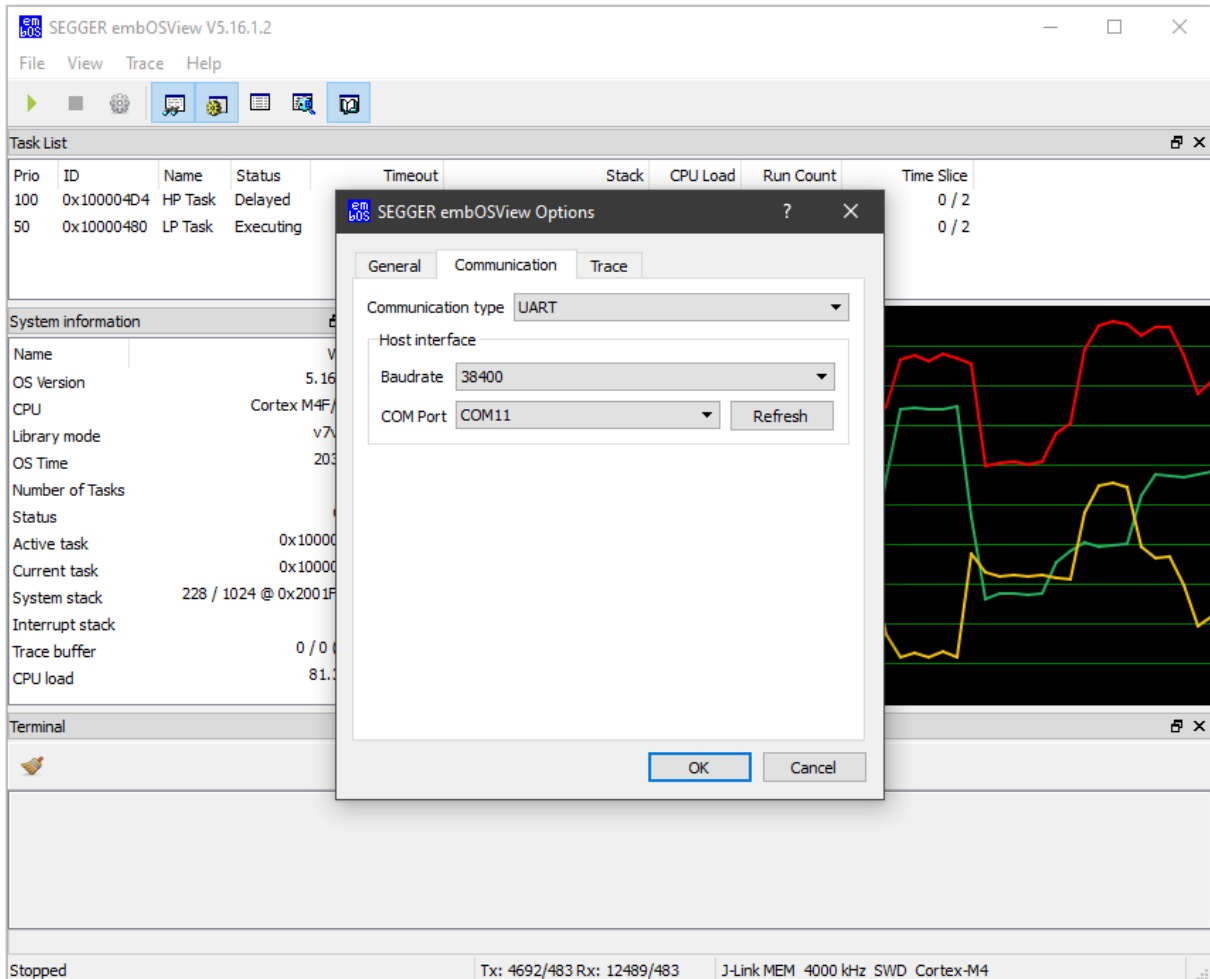 em bOS SEGGER embOSView V5.16.1.2
File View Trace Help
Task List
Prio ID Name Status Timeout Stack CPU Load Run Count Time Slice
100 0x100004D4 HP Task Delayed 0 / 2
50 0x10000480 LP Task Executing 0 / 2
em bOS SEGGER embOSView Options ?
General Communication Trace
Communication type UART
Host interface
Baudrate 38400
COM Port COM11 Refresh
OK Cancel
System information
Name
OS Version 5.16
CPU Cortex M4F/
Library mode v7v
OS Time 203
Number of Tasks
Status
Active task 0x10000
Current task 0x10000
System stack 228 / 1024 @ 0x2001F
Interrupt stack
Trace buffer 0 / 0 (
CPU load 81.
Terminal
Stopped Tx: 4692/483 Rx: 12489/483 J-Link MEM 4000 kHz SWD Cortex-M4